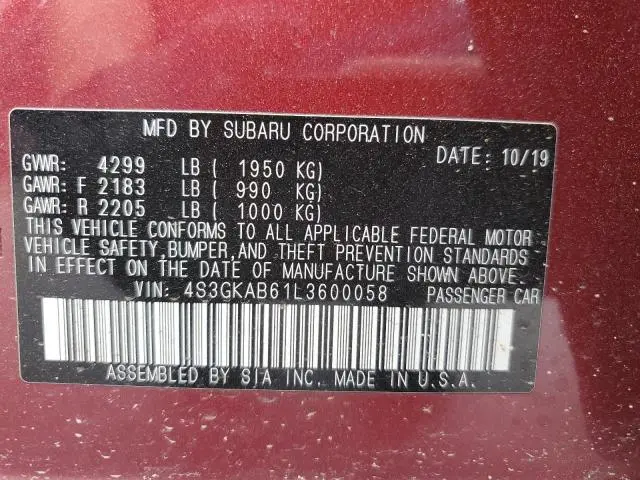 MFD BY SUBARU CORPORATION
DATE: 10/19
GVWR: 4299 LB ( 1950 KG)
GAWR: F 2183 LB ( 990 KG)
GAWR: R 2205 LB ( 1000 KG)
THIS VEHICLE CONFORMS TO ALL APPLICABLE FEDERAL MOTOR
VEHICLE SAFETY, BUMPER, AND THEFT PREVENTION STANDARDS
IN EFFECT ON THE DATE OF MANUFACTURE SHOWN ABOVE.
VIN: 4S3GKAB61L3600058 PASSENGER CAR
ASSEMBLED BY SIA INC. MADE IN U.S.A.